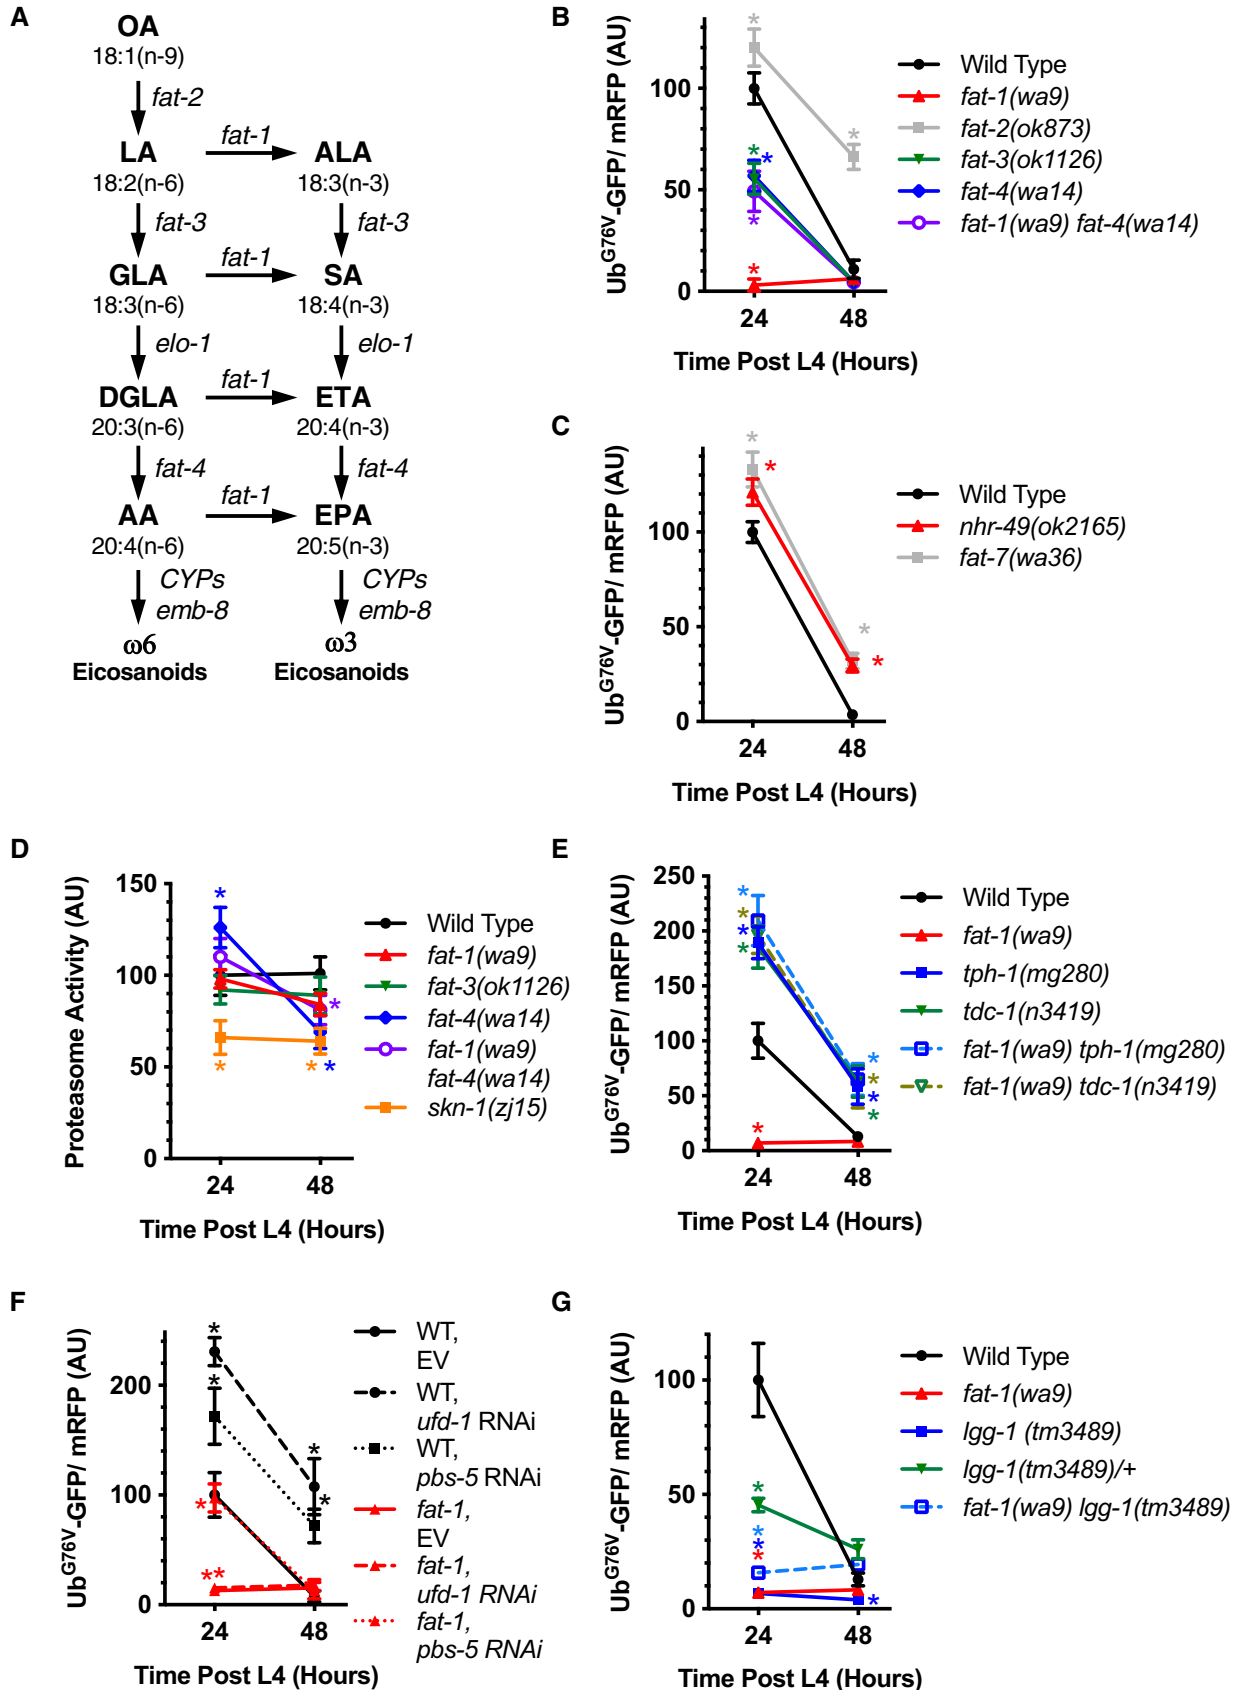 A
OA
18:1(n-9)
fat-2
LA
fat-1
ALA
18:2(n-6)
18:3(n-3)
fat-3
fat-3
GLA
fat-1
SA
18:3(n-6)
18:4(n-3)
elo-1
elo-1
DGLA
fat-1
ETA
20:3(n-6)
20:4(n-3)
fat-4
fat-4
AA
fat-1
EPA
20:4(n-6)
20:5(n-3)
CYPs
emb-8
CYPs
emb-8
ω6
Eicosanoids
ω3
Eicosanoids
B
Ub^G76V-GFP/ mRFP (AU)
100
50
0
*
*
*
*
*
*
24
48
Time Post L4 (Hours)
Wild Type
fat-1(wa9)
fat-2(ok873)
fat-3(ok1126)
fat-4(wa14)
fat-1(wa9) fat-4(wa14)
C
Ub^G76V-GFP/ mRFP (AU)
100
50
0
*
*
*
*
24
48
Time Post L4 (Hours)
Wild Type
nhr-49(ok2165)
fat-7(wa36)
D
Proteasome Activity (AU)
150
100
50
0
*
*
*
* *
24
48
Time Post L4 (Hours)
Wild Type
fat-1(wa9)
fat-3(ok1126)
fat-4(wa14)
fat-1(wa9)
fat-4(wa14)
skn-1(zj15)
E
Ub^G76V-GFP/ mRFP (AU)
250
200
150
100
50
0
*
*
*
*
*
*
*
*
*
24
48
Time Post L4 (Hours)
Wild Type
fat-1(wa9)
tph-1(mg280)
tdc-1(n3419)
fat-1(wa9) tph-1(mg280)
fat-1(wa9) tdc-1(n3419)
F
Ub^G76V-GFP/ mRFP (AU)
200
100
0
*
*
*
*
*
**
24
48
Time Post L4 (Hours)
WT,
EV
WT,
ufd-1 RNAi
WT,
pbs-5 RNAi
fat-1,
EV
fat-1,
ufd-1 RNAi
fat-1,
pbs-5 RNAi
G
Ub^G76V-GFP/ mRFP (AU)
100
50
0
*
*
*
*
*
24
48
Time Post L4 (Hours)
Wild Type
fat-1(wa9)
lgg-1 (tm3489)
lgg-1(tm3489)/+
fat-1(wa9) lgg-1(tm3489)